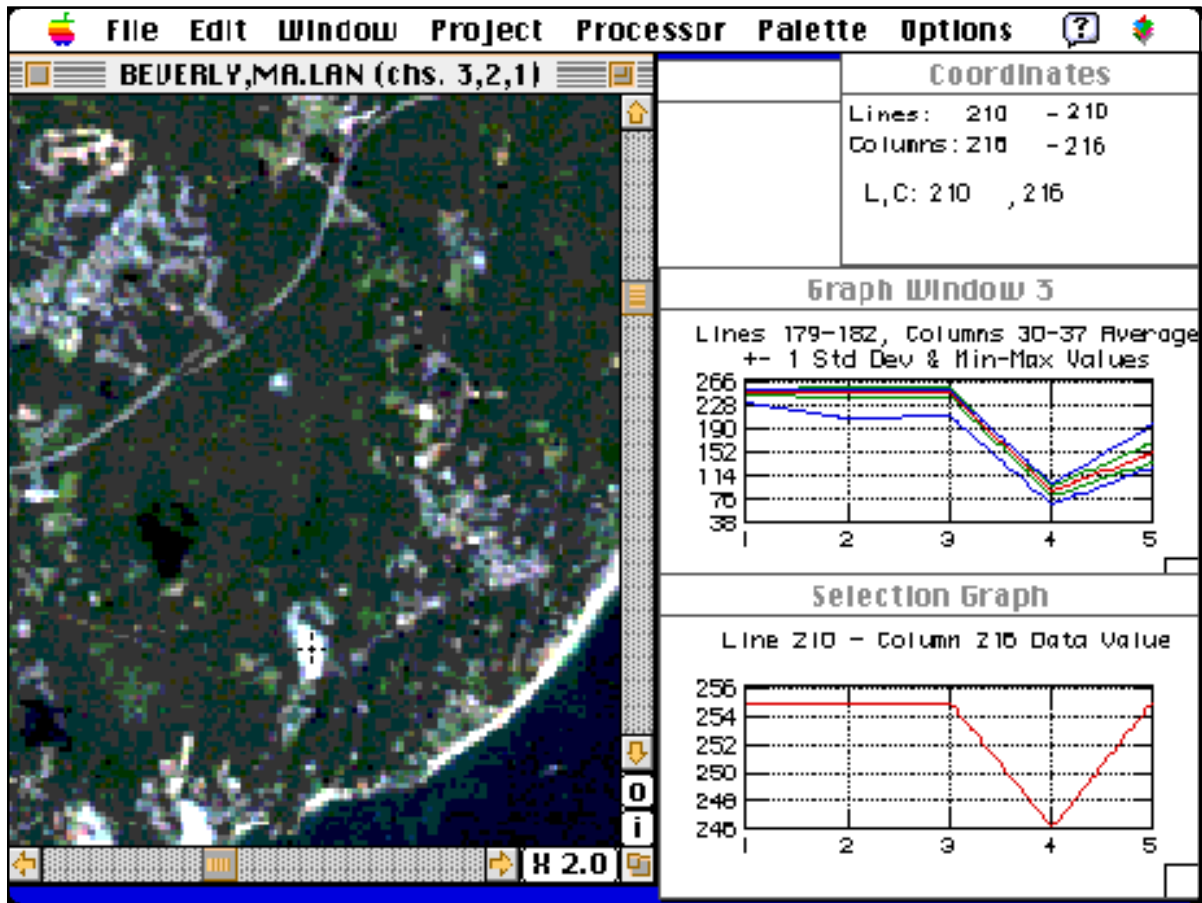 File Edit Window Project Processor Palette Options
BEVERLY,MA.LAN (chs. 3,2,1)
X 2.0
o
i
Coordinates
Lines: 210 - 210
Columns: 216 - 216
L,C: 210 , 216
Graph Window 3
Lines 179-182, Columns 30-37 Average
+- 1 Std Dev & Min-Max Values
266
228
190
152
114
76
38
1 2 3 4 5
Selection Graph
Line 210 - Column 216 Data Value
256
254
252
250
248
246
1 2 3 4 5